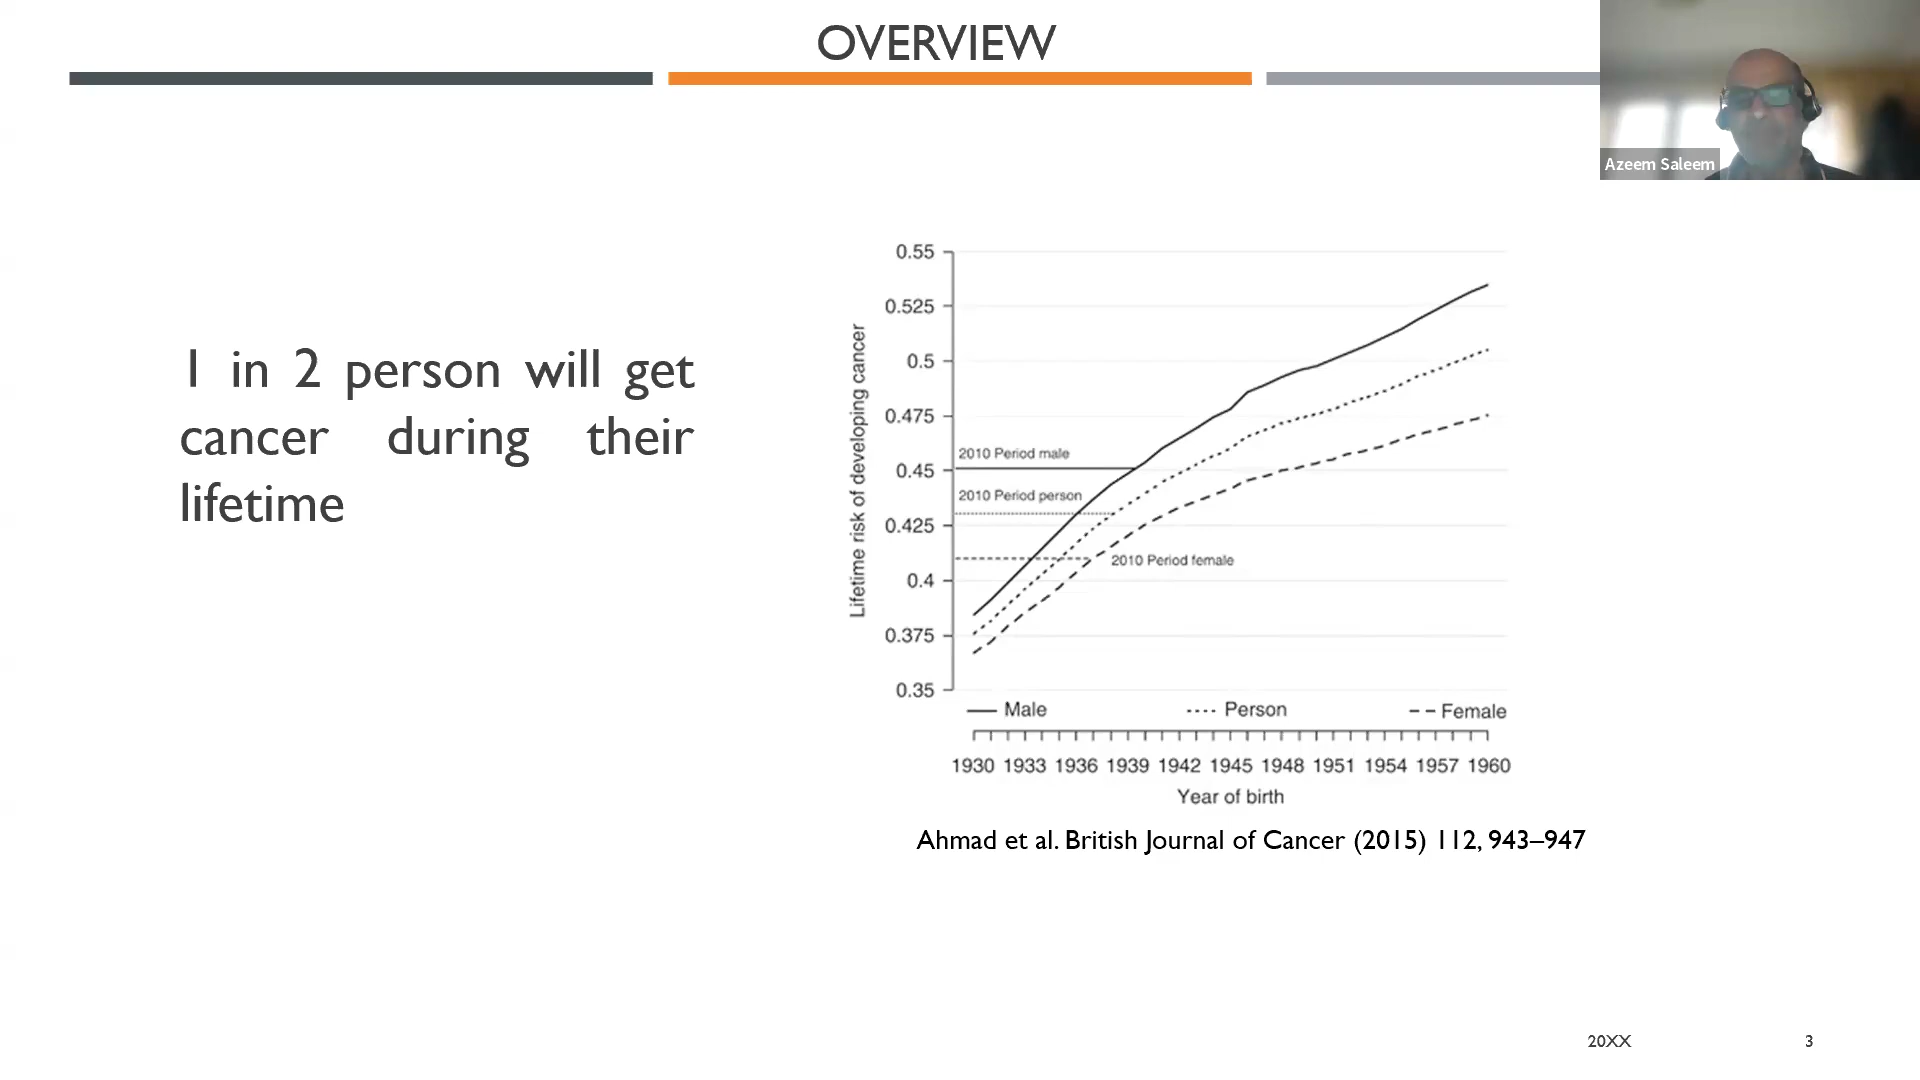 OVERVIEW
Azeem Saleem
1 in 2 person will get
cancer during their
lifetime
Lifetime risk of developing cancer
0.55
0.525
0.5
0.475
0.45
0.425
0.4
0.375
0.35
2010 Period male
2010 Period person
2010 Period female
Male Person Female
1930 1933 1936 1939 1942 1945 1948 1951 1954 1957 1960
Year of birth
Ahmad et al. British Journal of Cancer (2015) 112, 943–947
20XX 3